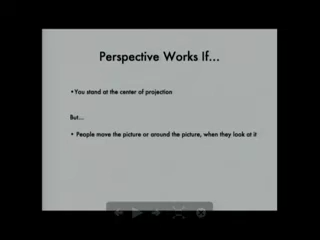 Perspective Works If...
•You stand at the center of projection
But...
• People move the picture or around the picture, when they look at it